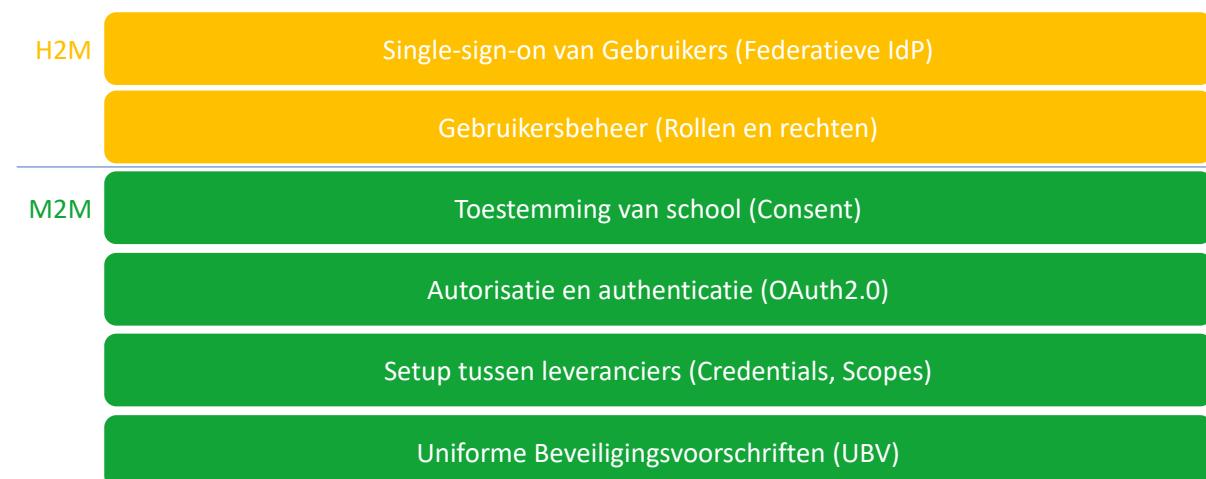 H2M
Single-sign-on van Gebruikers (Federatieve IdP)
Gebruikersbeheer (Rollen en rechten)
M2M
Toestemming van school (Consent)
Autorisatie en authenticatie (OAuth2.0)
Setup tussen leveranciers (Credentials, Scopes)
Uniforme Beveiligingsvoorschriften (UBV)